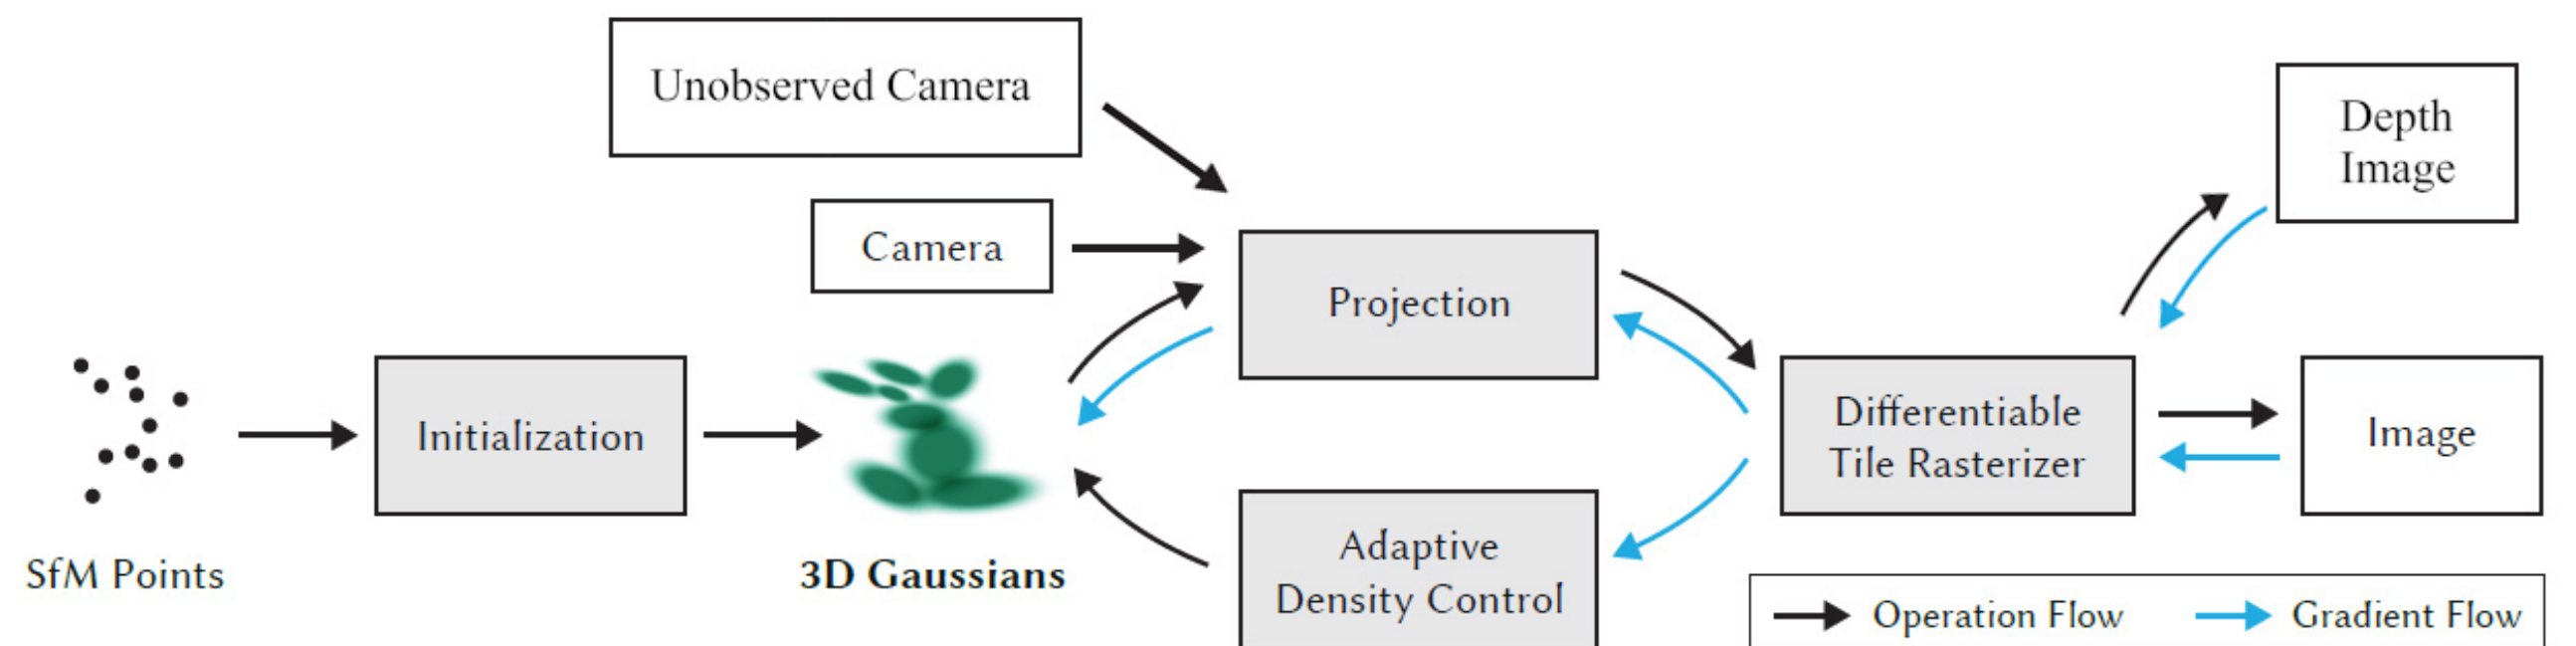 Unobserved Camera
Depth
Image
Camera
Projection
Initialization
Differentiable
Tile Rasterizer
Image
SfM Points
3D Gaussians
Adaptive
Density Control
Operation Flow
Gradient Flow